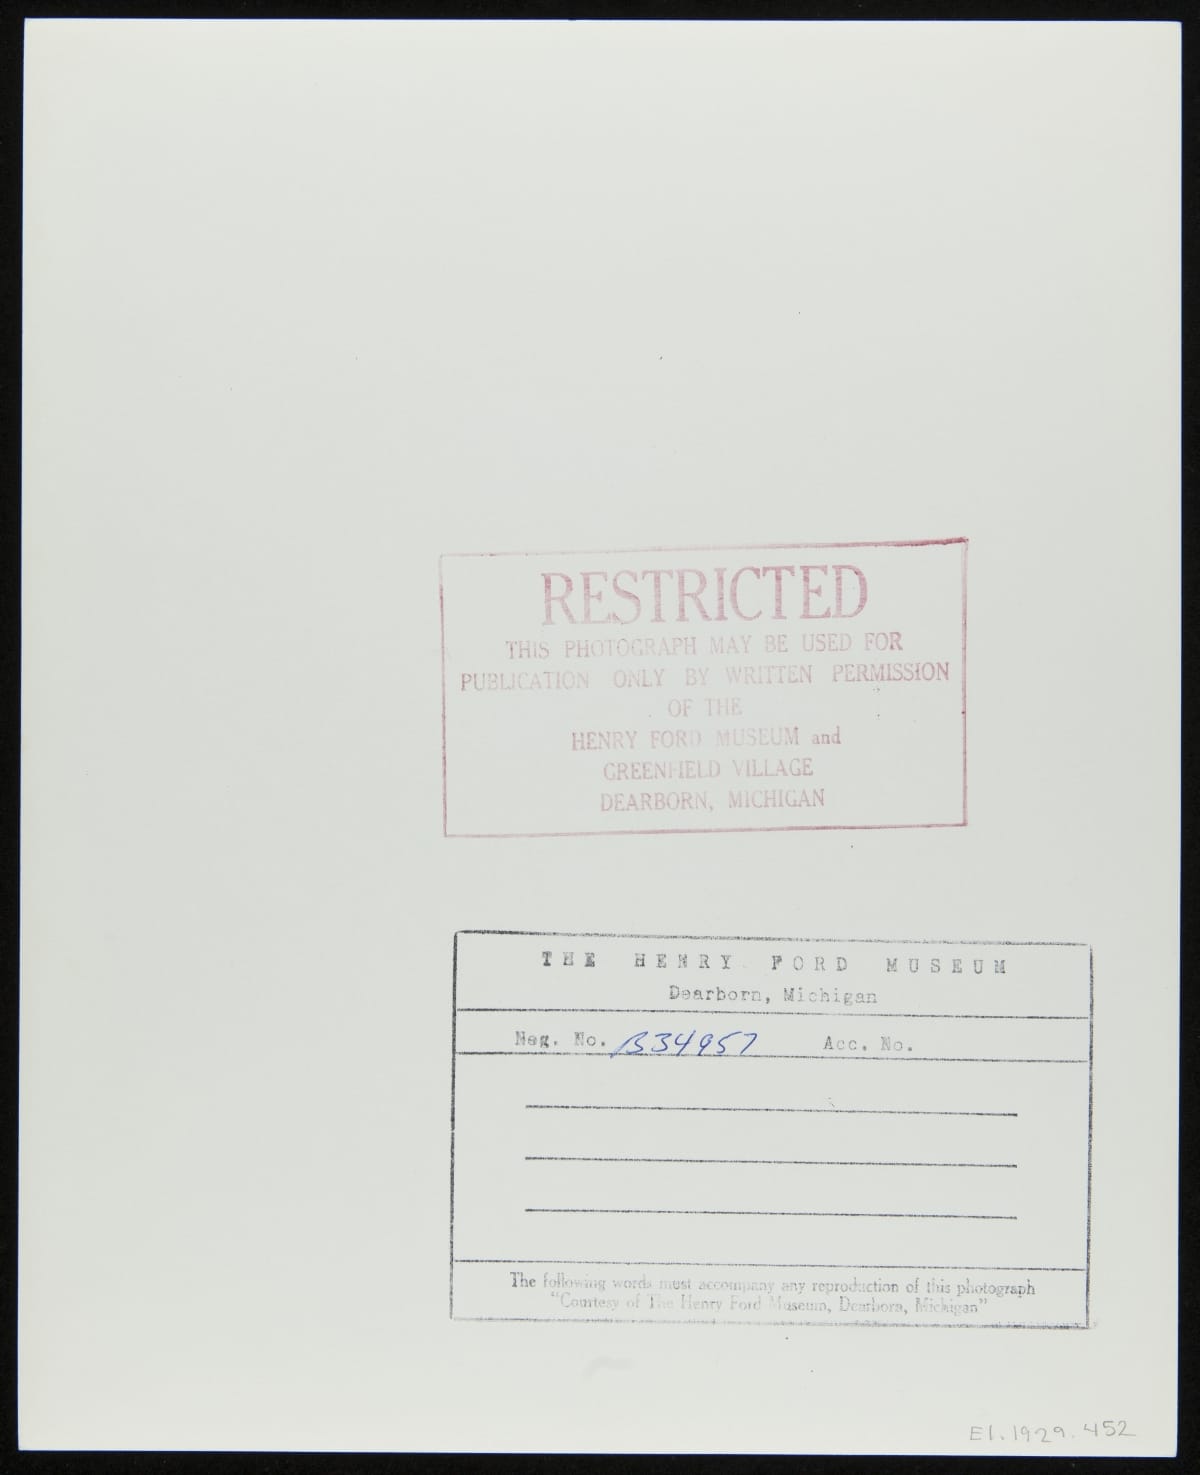 RESTRICTED
THIS PHOTOGRAPH MAY BE USED FOR
PUBLICATION ONLY BY WRITTEN PERMISSION
OF THE
HENRY FORD MUSEUM and
GREENFIELD VILLAGE
DEARBORN, MICHIGAN
THE HENRY FORD MUSEUM
Dearborn, Michigan
Neg. No. B34957 Acc. No.
The following words must accompany any reproduction of this photograph
"Courtesy of The Henry Ford Museum, Dearborn, Michigan"
EI.1929.452